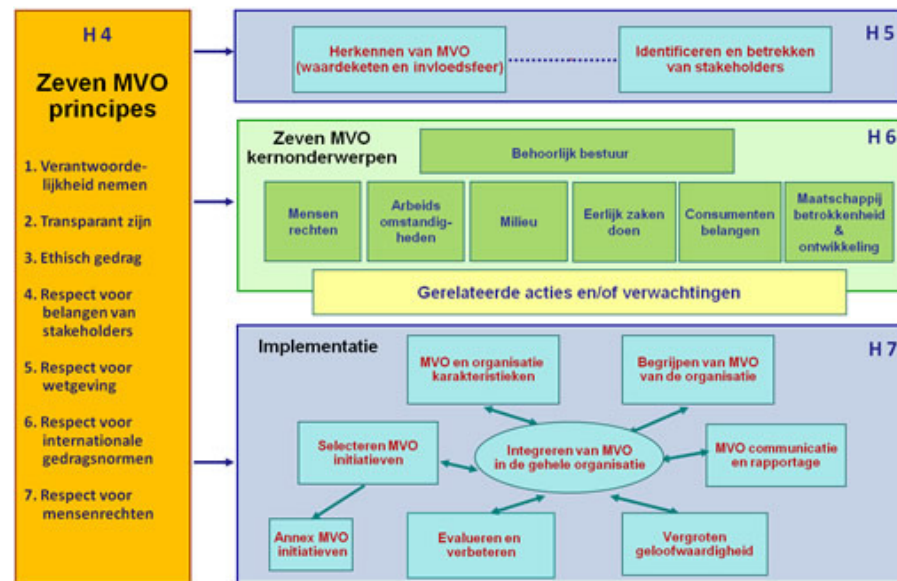 H 4
Zeven MVO
principes
1. Verantwoorde-
lijkheid nemen
2. Transparant zijn
3. Ethisch gedrag
4. Respect voor
belangen van
stakeholders
5. Respect voor
wetgeving
6. Respect voor
internationale
gedragsnormen
7. Respect voor
mensenrechten
H 5
Herkennen van MVO
(waardeketen en invloedsfeer)
Identificeren en betrekken
van stakeholders
H 6
Zeven MVO
kernonderwerpen
Behoorlijk bestuur
Mensen
rechten
Arbeids
omstandig-
heden
Milieu
Eerlijk zaken
doen
Consumenten
belangen
Maatschappij
betrokkenheid
&
ontwikkeling
Gerelateerde acties en/of verwachtingen
H 7
Implementatie
MVO en organisatie
karakteristieken
Begrijpen van MVO
van de organisatie
Selecteren MVO
initiatieven
Integreren van MVO
in de gehele organisatie
MVO communicatie
en rapportage
Annex MVO
initiatieven
Evalueren en
verbeteren
Vergroten
geloofwaardigheid